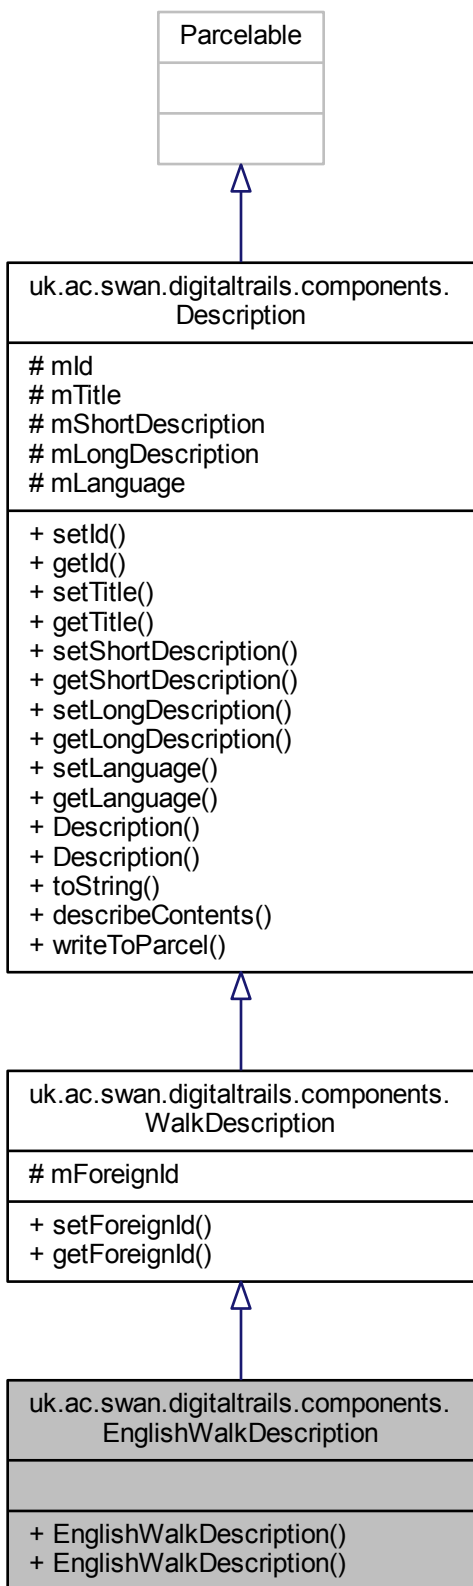 Parcelable
uk.ac.swan.digitaltrails.components.
Description
# mId
# mTitle
# mShortDescription
# mLongDescription
# mLanguage
+ setId()
+ getId()
+ setTitle()
+ getTitle()
+ setShortDescription()
+ getShortDescription()
+ setLongDescription()
+ getLongDescription()
+ setLanguage()
+ getLanguage()
+ Description()
+ Description()
+ toString()
+ describeContents()
+ writeToParcel()
uk.ac.swan.digitaltrails.components.
WalkDescription
# mForeignId
+ setForeignId()
+ getForeignId()
uk.ac.swan.digitaltrails.components.
EnglishWalkDescription
+ EnglishWalkDescription()
+ EnglishWalkDescription()